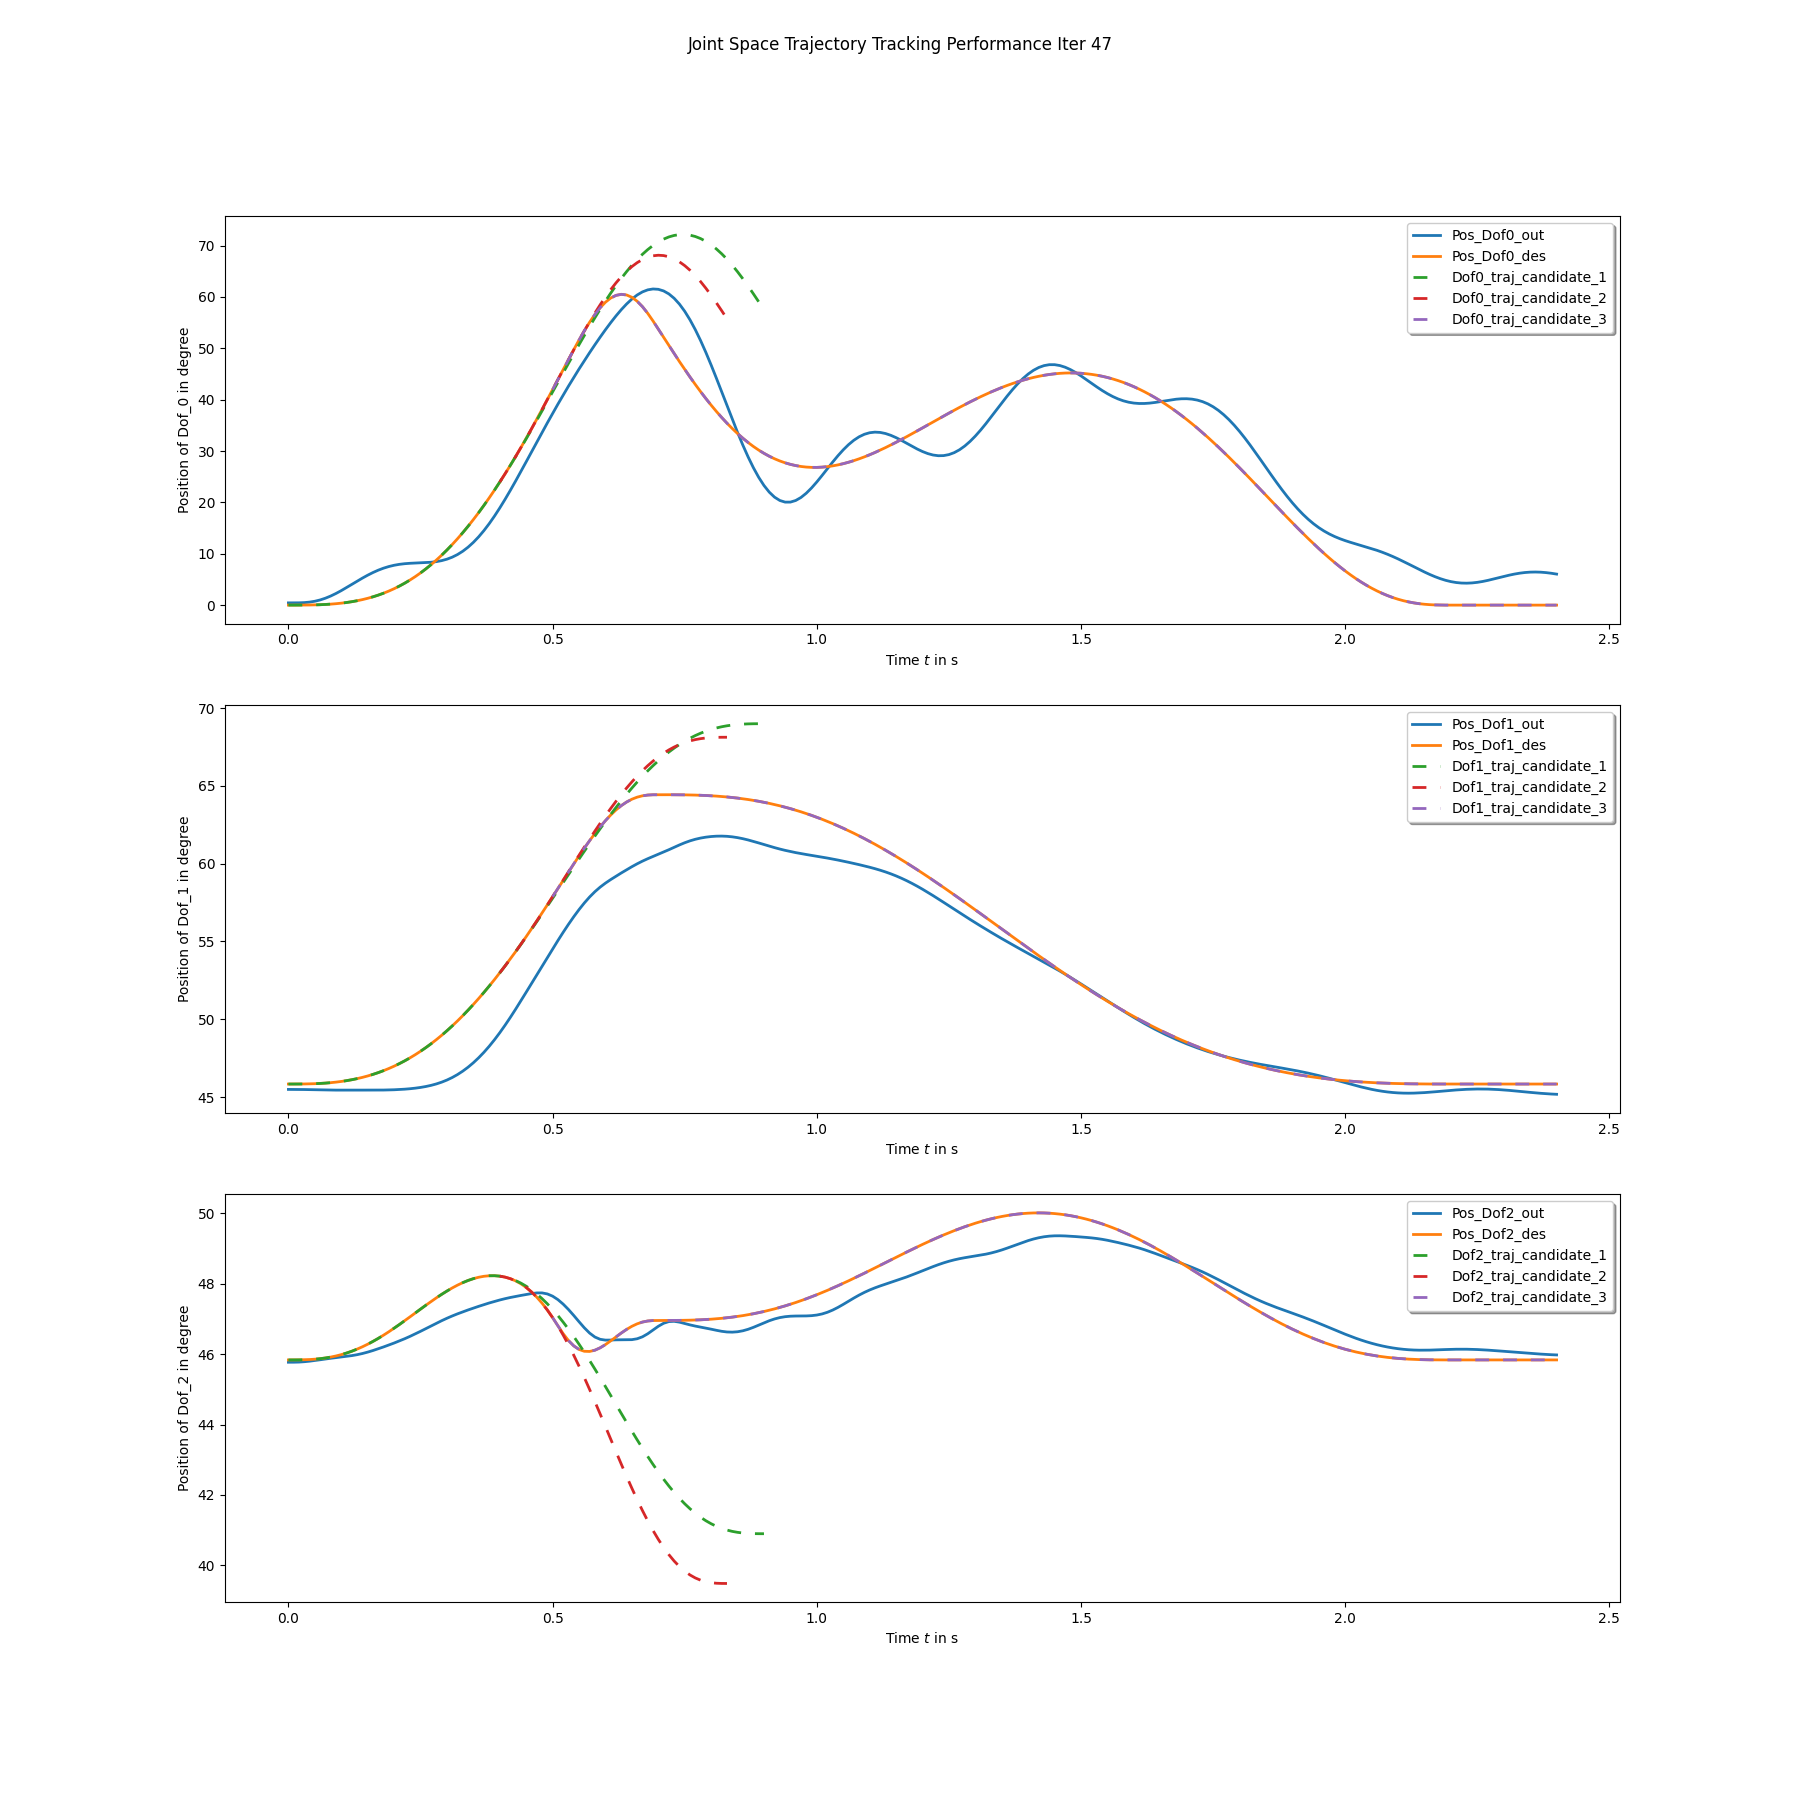 Joint Space Trajectory Tracking Performance Iter 47
Position of Dof_0 in degree
70
60
50
40
30
20
10
0
Pos_Dof0_out
Pos_Dof0_des
Dof0_traj_candidate_1
Dof0_traj_candidate_2
Dof0_traj_candidate_3
0.0 0.5 1.0 1.5 2.0 2.5
Time t in s
Position of Dof_1 in degree
70
65
60
55
50
45
Pos_Dof1_out
Pos_Dof1_des
Dof1_traj_candidate_1
Dof1_traj_candidate_2
Dof1_traj_candidate_3
0.0 0.5 1.0 1.5 2.0 2.5
Time t in s
Position of Dof_2 in degree
50
48
46
44
42
40
Pos_Dof2_out
Pos_Dof2_des
Dof2_traj_candidate_1
Dof2_traj_candidate_2
Dof2_traj_candidate_3
0.0 0.5 1.0 1.5 2.0 2.5
Time t in s